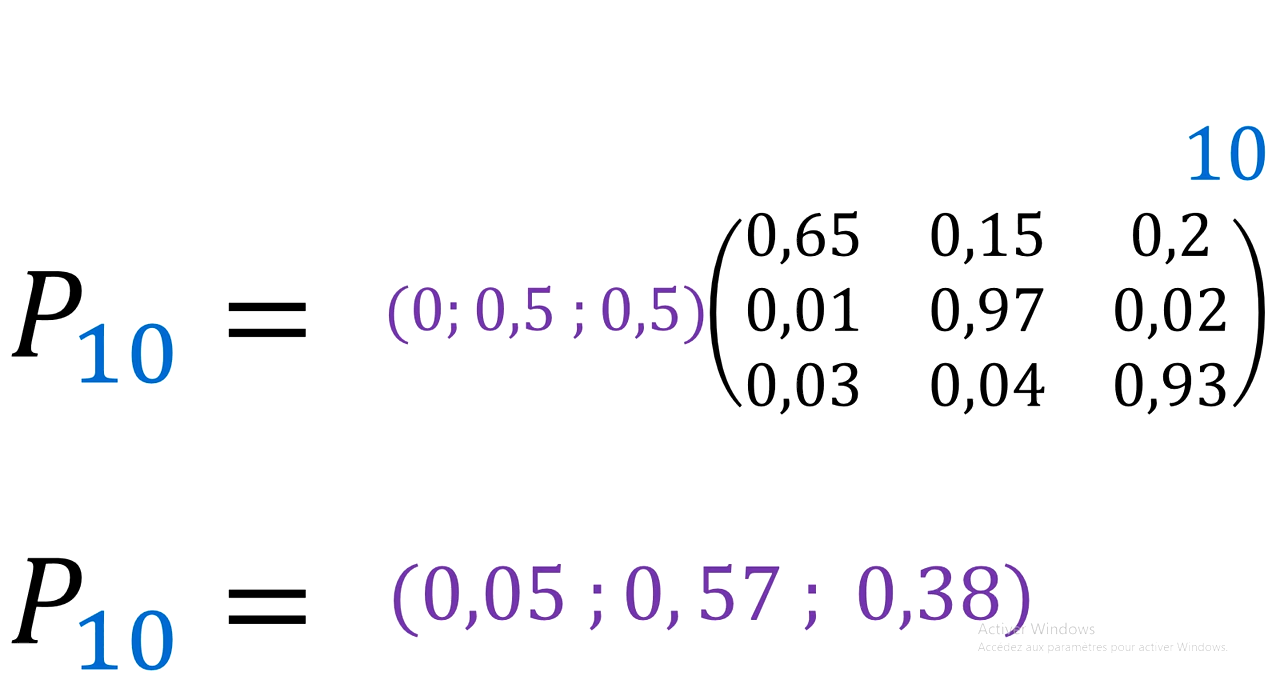 10
0,65 0,15 0,2
P10 = (0; 0,5 ; 0,5) 0,01 0,97 0,02
0,03 0,04 0,93
P10 = (0,05 ; 0, 57 ; 0,38)
Activer Windows
Accédez aux paramètres pour activer Windows.